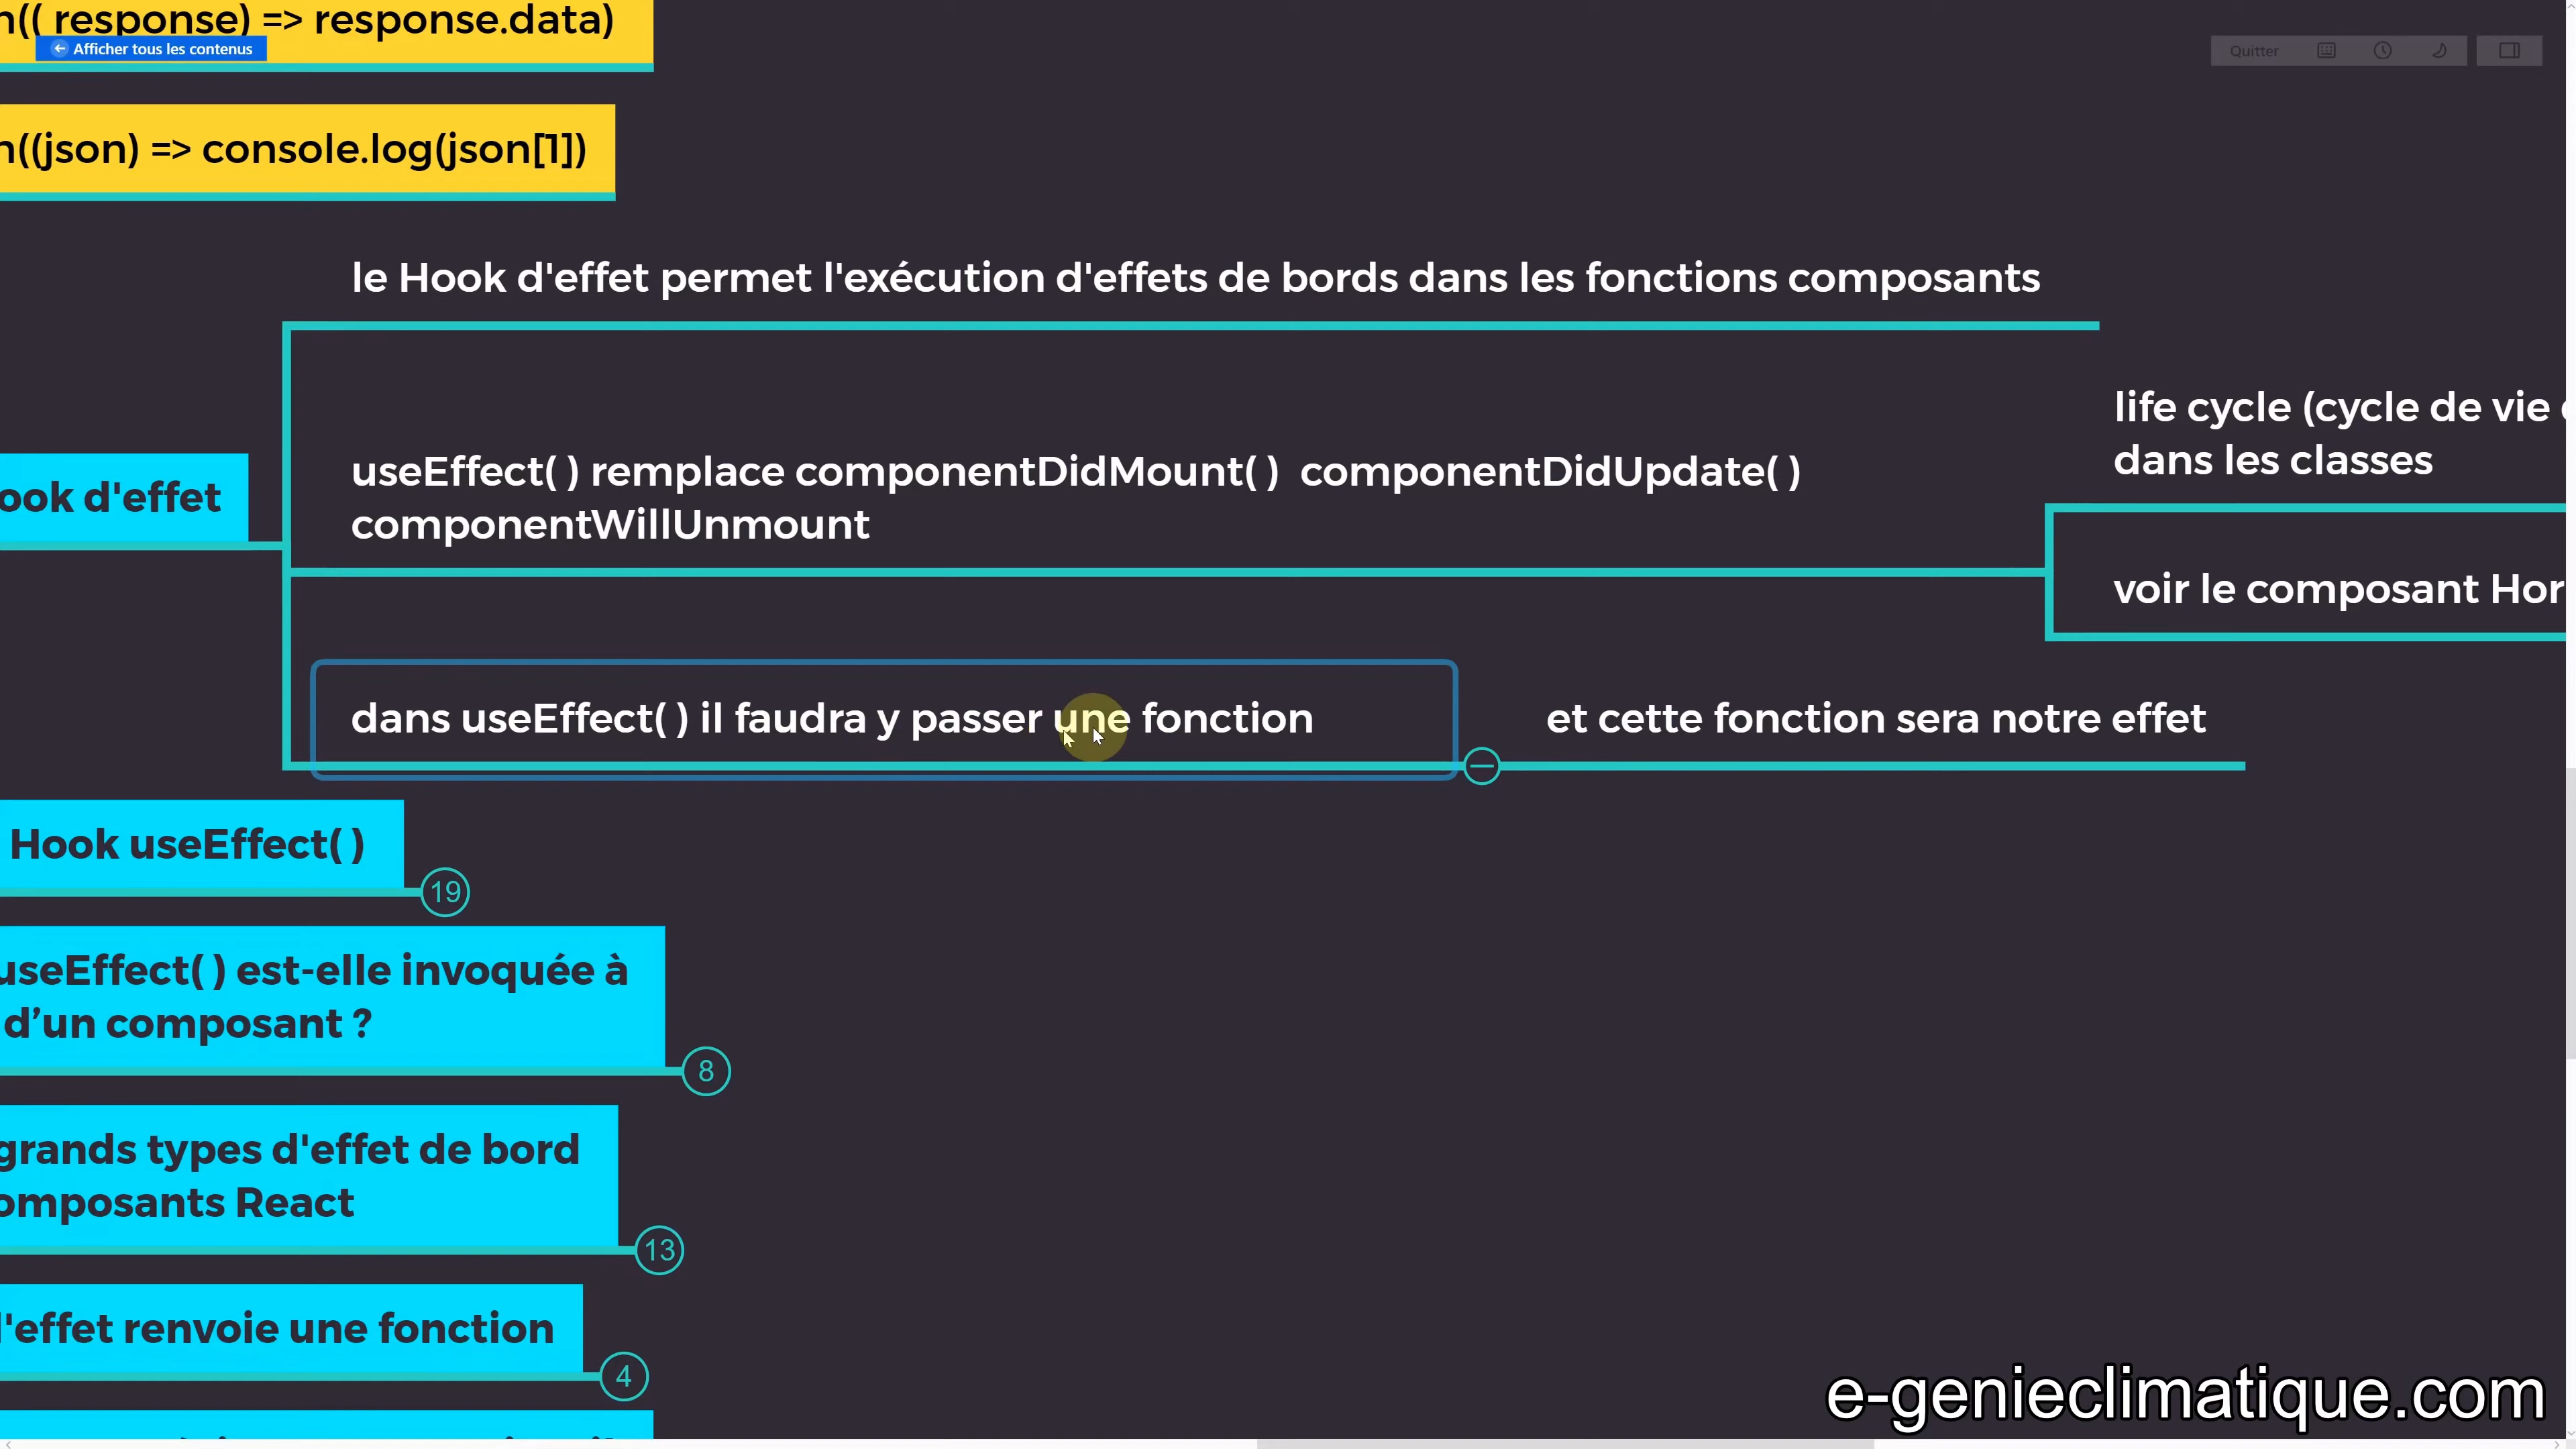 n(( response) => response.data)
Afficher tous les contenus
Quitter
n((json) => console.log(json[1])
le Hook d'effet permet l'exécution d'effets de bords dans les fonctions composants
life cycle (cycle de vie
dans les classes
ook d'effet
useEffect( ) remplace componentDidMount( )  componentDidUpdate( )
componentWillUnmount
voir le composant Hor
dans useEffect( ) il faudra y passer une fonction
et cette fonction sera notre effet
Hook useEffect( )
19
useEffect( ) est-elle invoquée à
d’un composant ?
8
grands types d'effet de bord
omposants React
13
l'effet renvoie une fonction
4
e-genieclimatique.com